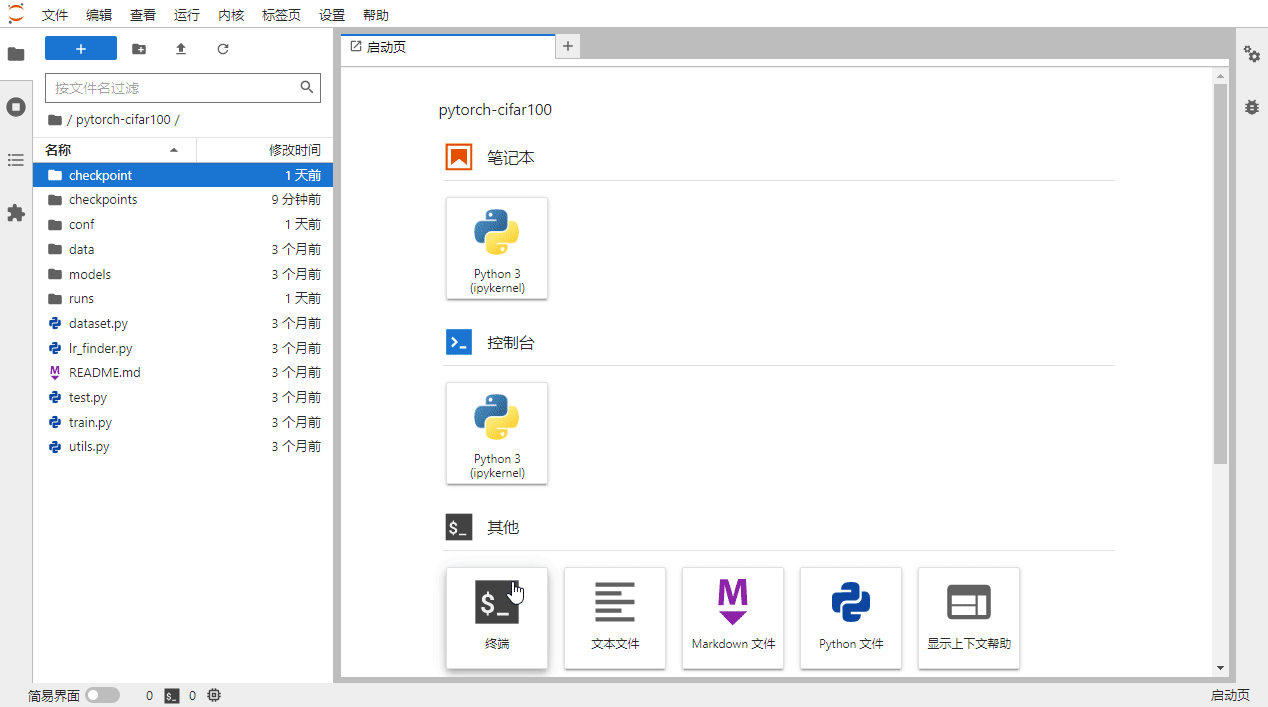 文件 编辑 查看 运行 内核 标签页 设置 帮助
+
按文件名过滤
/ pytorch-cifar100 /
名称 修改时间
checkpoint 1 天前
checkpoints 9 分钟前
conf 1 天前
data 3 个月前
models 3 个月前
runs 1 天前
dataset.py 3 个月前
lr_finder.py 3 个月前
M README.md 3 个月前
test.py 3 个月前
train.py 3 个月前
utils.py 3 个月前
启动页 +
pytorch-cifar100
笔记本
Python 3
(ipykernel)
>_ 控制台
Python 3
(ipykernel)
$_ 其他
$_ M
终端 文本文件 Markdown 文件 Python 文件 显示上下文帮助
简易界面 0 $_ 0 启动页